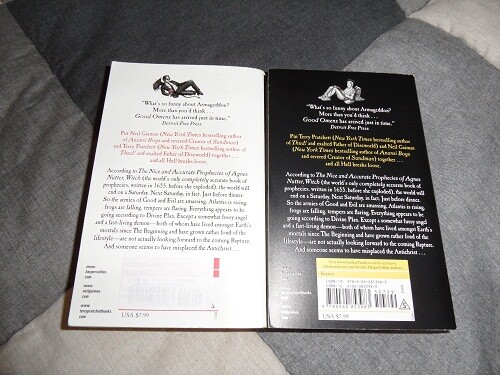 "What's so funny about Armageddon?
More than you'd think . . .
Good Omens has arrived just in time."
Detroit Free Press
Put Neil Gaiman (New York Times bestselling author
of Anansi Boys and revered Creator of Sandman)
and Terry Pratchett (New York Times bestselling author of
Thud! and exalted Father of Discworld) together . . .
and all Hell breaks loose.
According to The Nice and Accurate Prophecies of Agnes
Nutter, Witch (the world's only completely accurate book of
prophecies, written in 1655, before she exploded), the world will
end on a Saturday. Next Saturday, in fact. Just before dinner.
So the armies of Good and Evil are amassing, Atlantis is rising,
frogs are falling, tempers are flaring. Everything appears to be
going according to Divine Plan. Except a somewhat fussy angel
and a fast-living demon—both of whom have lived amongst Earth's
mortals since The Beginning and have grown rather fond of the
lifestyle—are not actually looking forward to the coming Rapture.
And someone seems to have misplaced the Antichrist . . .
www.
harpercollins.
com
www.
neilgaiman.
com
www.
terrypratchettbooks.
com
USA $7.99
"What's so funny about Armageddon?
More than you'd think . . .
Good Omens has arrived just in time."
Detroit Free Press
Put Terry Pratchett (New York Times bestselling author
of Thud! and exalted Father of Discworld) and Neil Gaiman
(New York Times bestselling author of Anansi Boys
and revered Creator of Sandman) together . . .
and all Hell breaks loose.
According to The Nice and Accurate Prophecies of Agnes
Nutter, Witch (the world's only completely accurate book of
prophecies, written in 1655, before she exploded), the world will
end on a Saturday. Next Saturday, in fact. Just before dinner.
So the armies of Good and Evil are amassing, Atlantis is rising,
frogs are falling, tempers are flaring. Everything appears to be
going according to Divine Plan. Except a somewhat fussy angel
and a fast-living demon—both of whom have lived amongst Earth's
mortals since The Beginning and have grown rather fond of the
lifestyle—are not actually looking forward to the coming Rapture.
And someone seems to have misplaced the Antichrist . . .
Fantasy
USA $7.99